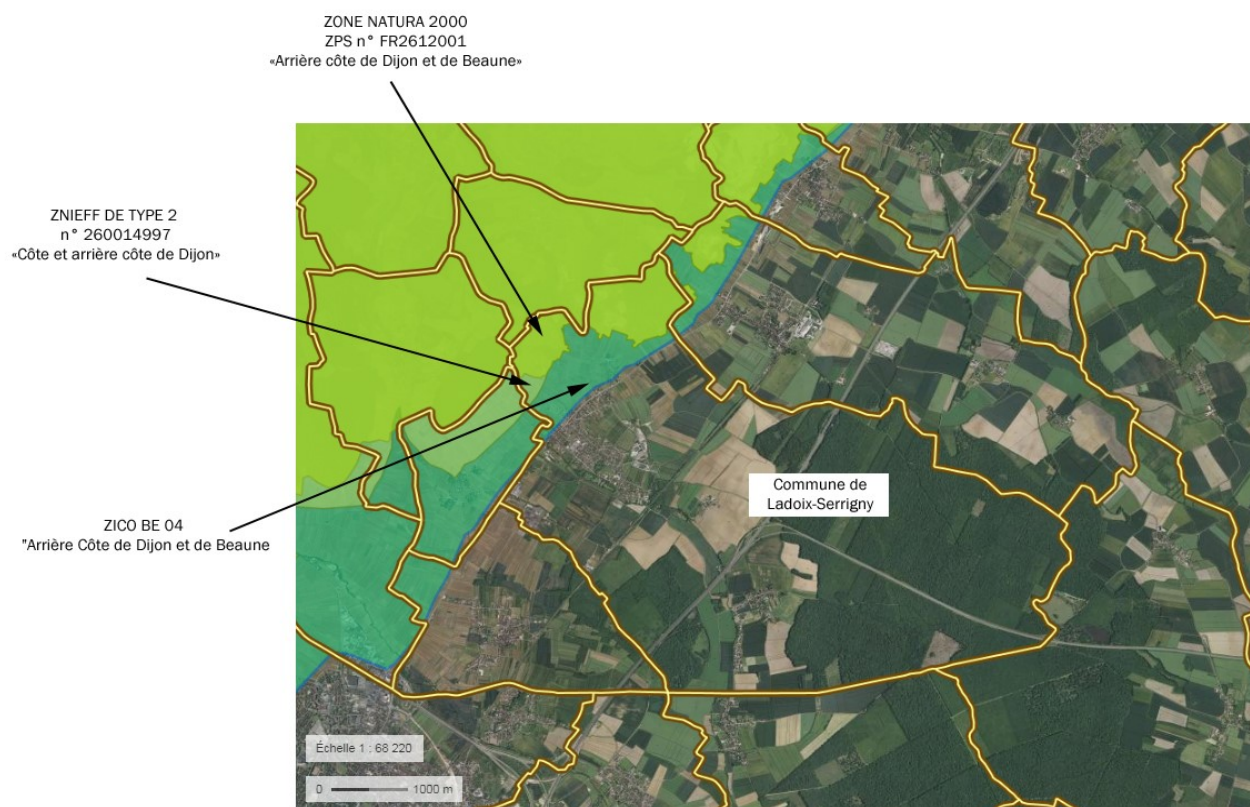 ZONE NATURA 2000
ZPS n° FR2612001
«Arrière côte de Dijon et de Beaune»
ZNIEFF DE TYPE 2
n° 260014997
«Côte et arrière côte de Dijon»
ZICO BE 04
"Arrière Côte de Dijon et de Beaune
Commune de
Ladoix-Serrigny
Échelle 1 : 68 220
0 1000 m